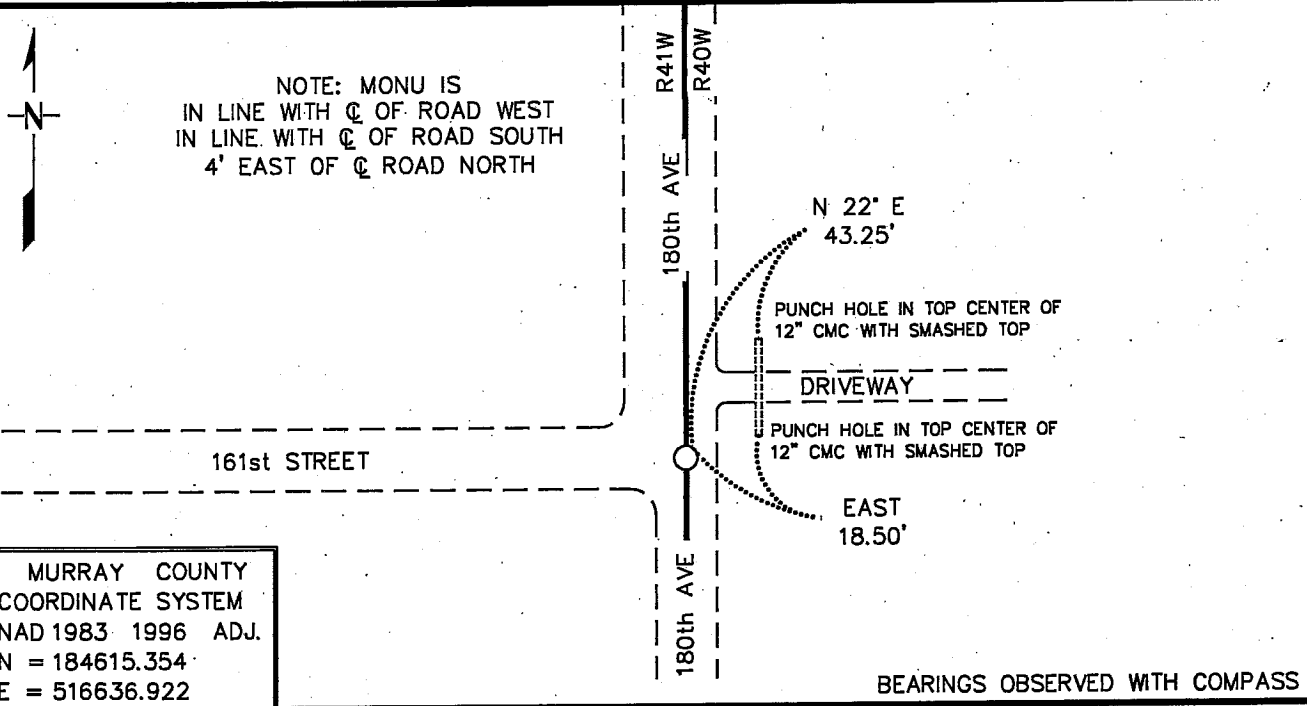 N
NOTE: MONU IS
IN LINE WITH ℄ OF ROAD WEST
IN LINE WITH ℄ OF ROAD SOUTH
4' EAST OF ℄ ROAD NORTH
R41W
R40W
180th AVE
N 22° E
43.25'
PUNCH HOLE IN TOP CENTER OF
12" CMC WITH SMASHED TOP
DRIVEWAY
PUNCH HOLE IN TOP CENTER OF
12" CMC WITH SMASHED TOP
161st STREET
EAST
18.50'
180th AVE
MURRAY COUNTY
COORDINATE SYSTEM
NAD 1983 1996 ADJ.
N = 184615.354
E = 516636.922
BEARINGS OBSERVED WITH COMPASS